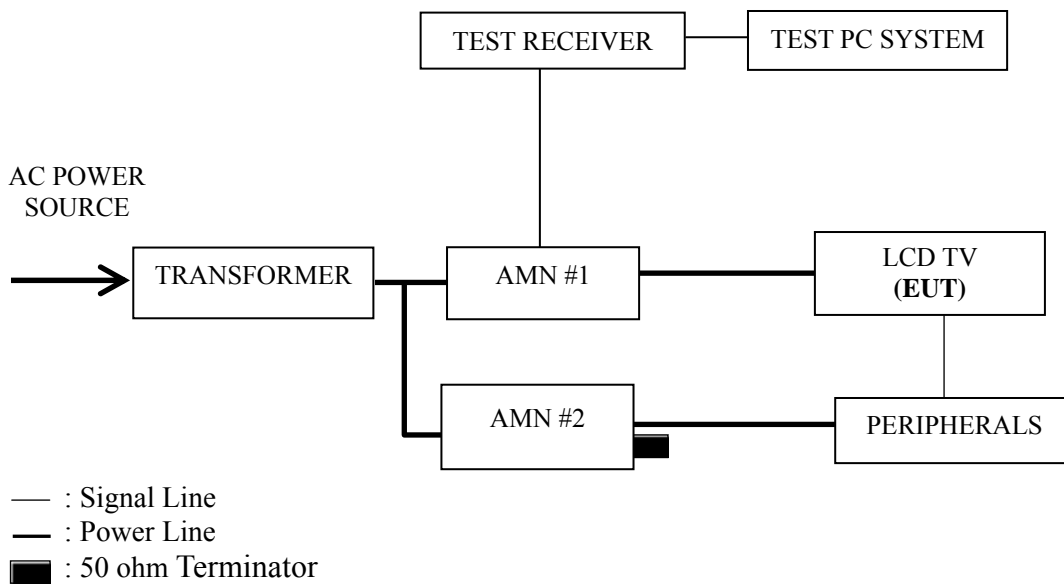 TEST RECEIVER
TEST PC SYSTEM
AC POWER
SOURCE
TRANSFORMER
AMN #1
LCD TV
(EUT)
AMN #2
PERIPHERALS
: Signal Line
: Power Line
: 50 ohm Terminator